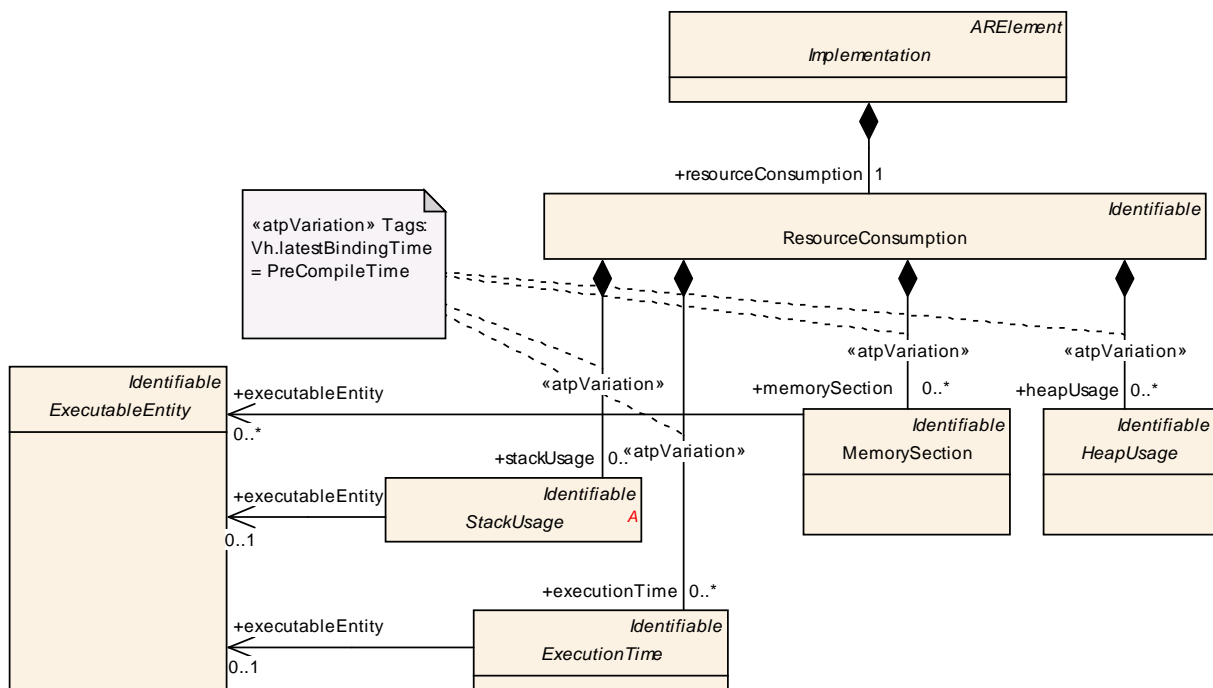 ARElement
Implementation
+resourceConsumption 1
«atpVariation» Tags:
Vh.latestBindingTime
= PreCompileTime
Identifiable
ResourceConsumption
«atpVariation» «atpVariation»
Identifiable
ExecutableEntity
+executableEntity
0..*
«atpVariation»
+memorySection 0..*
+heapUsage 0..*
Identifiable
MemorySection
Identifiable
HeapUsage
+stackUsage 0..
«atpVariation»
Identifiable
StackUsage A
+executableEntity
0..1
+executionTime 0..*
Identifiable
ExecutionTime
+executableEntity
0..1